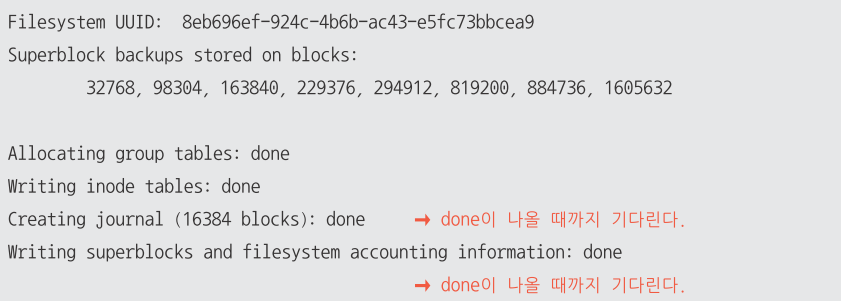 Filesystem UUID:  8eb696ef-924c-4b6b-ac43-e5fc73bbcea9
Superblock backups stored on blocks:
32768, 98304, 163840, 229376, 294912, 819200, 884736, 1605632
Allocating group tables: done
Writing inode tables: done
Creating journal (16384 blocks): done → done이 나올 때까지 기다린다.
Writing superblocks and filesystem accounting information: done
→ done이 나올 때까지 기다린다.